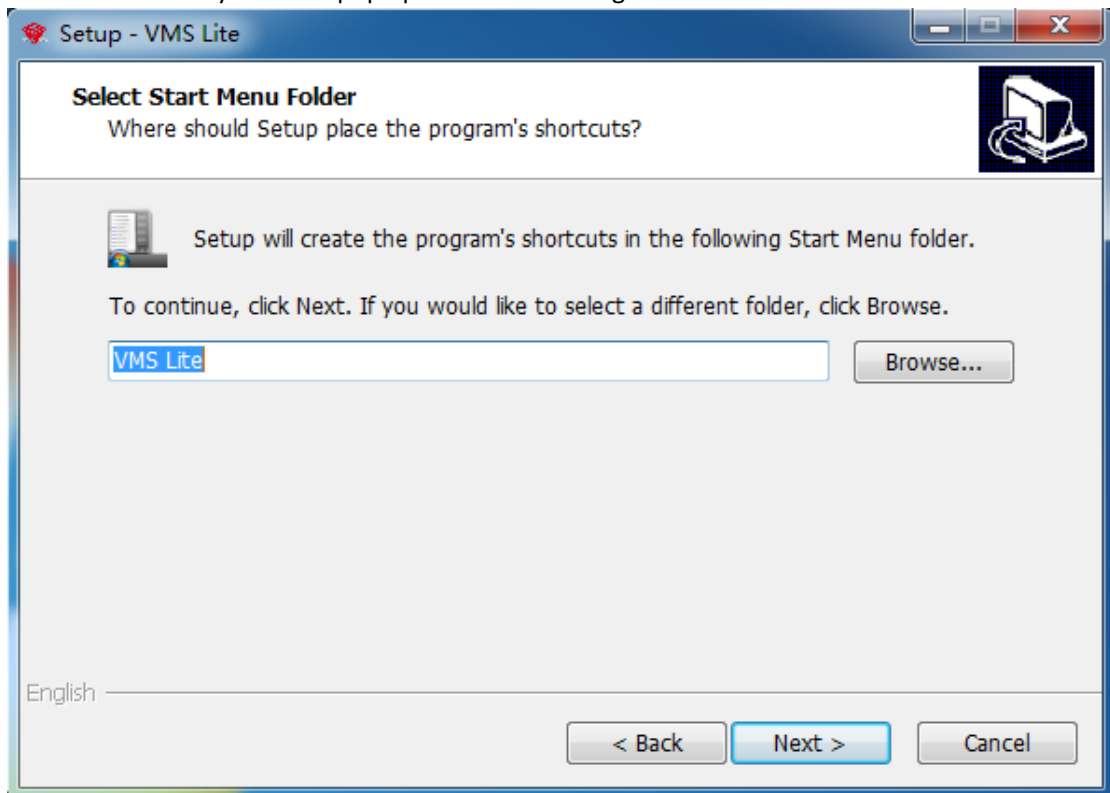 Setup - VMS Lite
Select Start Menu Folder
Where should Setup place the program's shortcuts?
Setup will create the program's shortcuts in the following Start Menu folder.
To continue, click Next. If you would like to select a different folder, click Browse.
VMS Lite
Browse...
English
< Back
Next >
Cancel